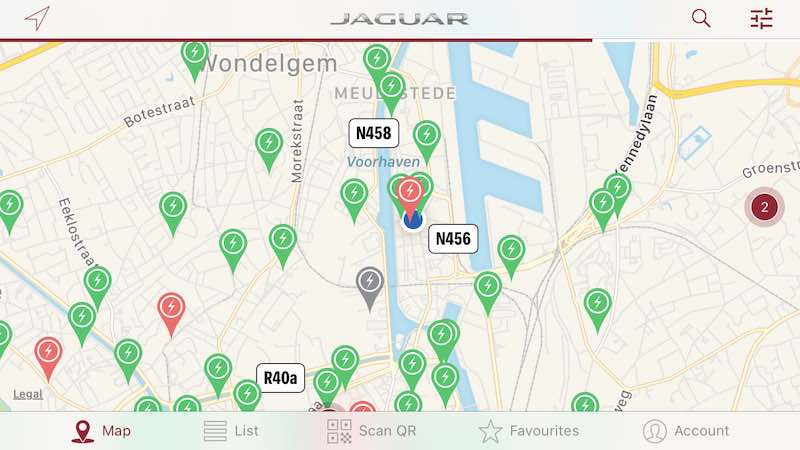 JAGUAR
Wondelgem
MEULESTEDE
Botestraat
Morekstraat
N458
Voorhaven
Kennedylaan
Groenstr
2
Eeklostraat
N456
R40a
Legal
weg
Map
List
Scan QR
Favourites
Account